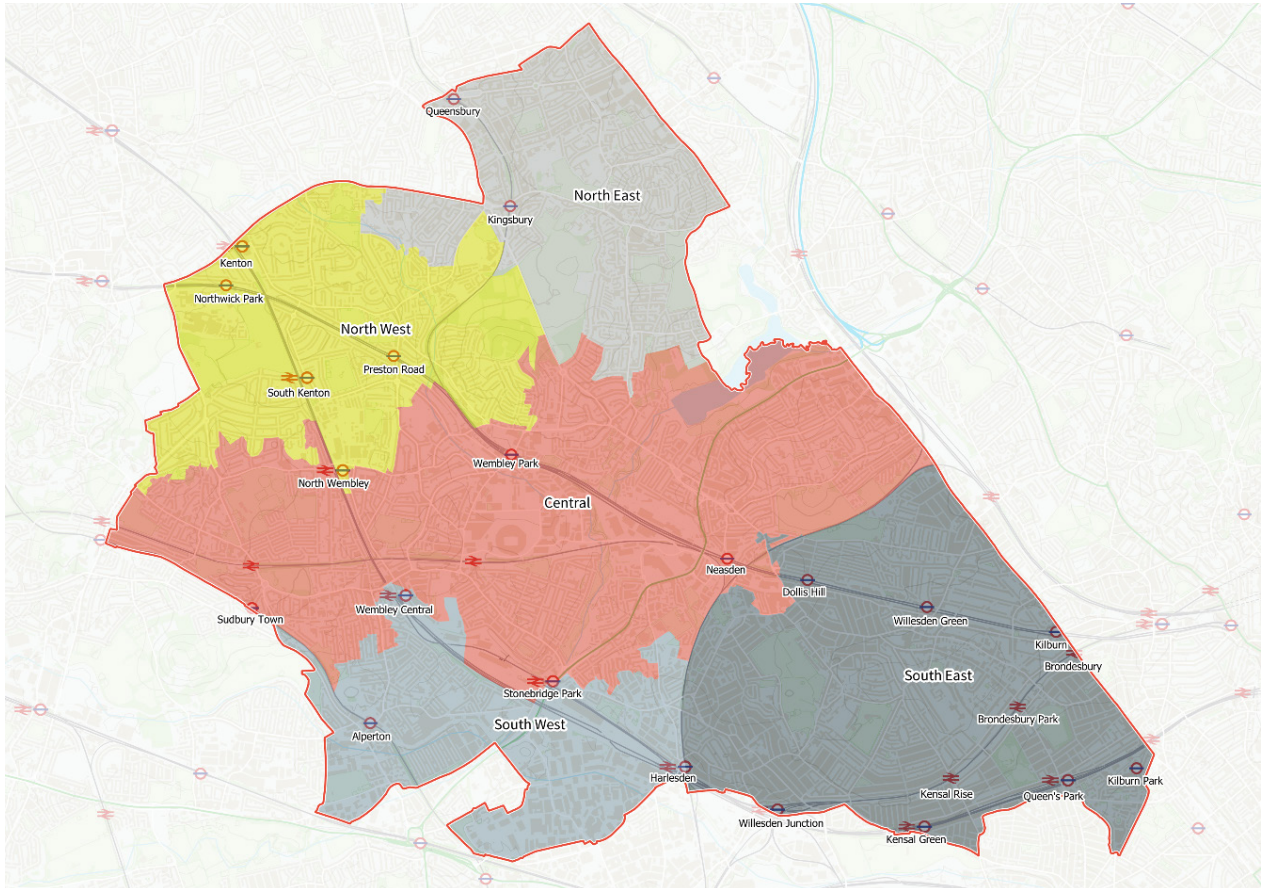 Queensbury
North East
Kingsbury
Kenton
Northwick Park
North West
Preston Road
South Kenton
Wembley Park
North Wembley
Central
Neasden
Dollis Hill
Wembley Central
Willesden Green
Sudbury Town
Kilburn
Brondesbury
South East
Stonebridge Park
Brondesbury Park
South West
Alperton
Harlesden
Kilburn Park
Kensal Rise
Queen's Park
Willesden Junction
Kensal Green